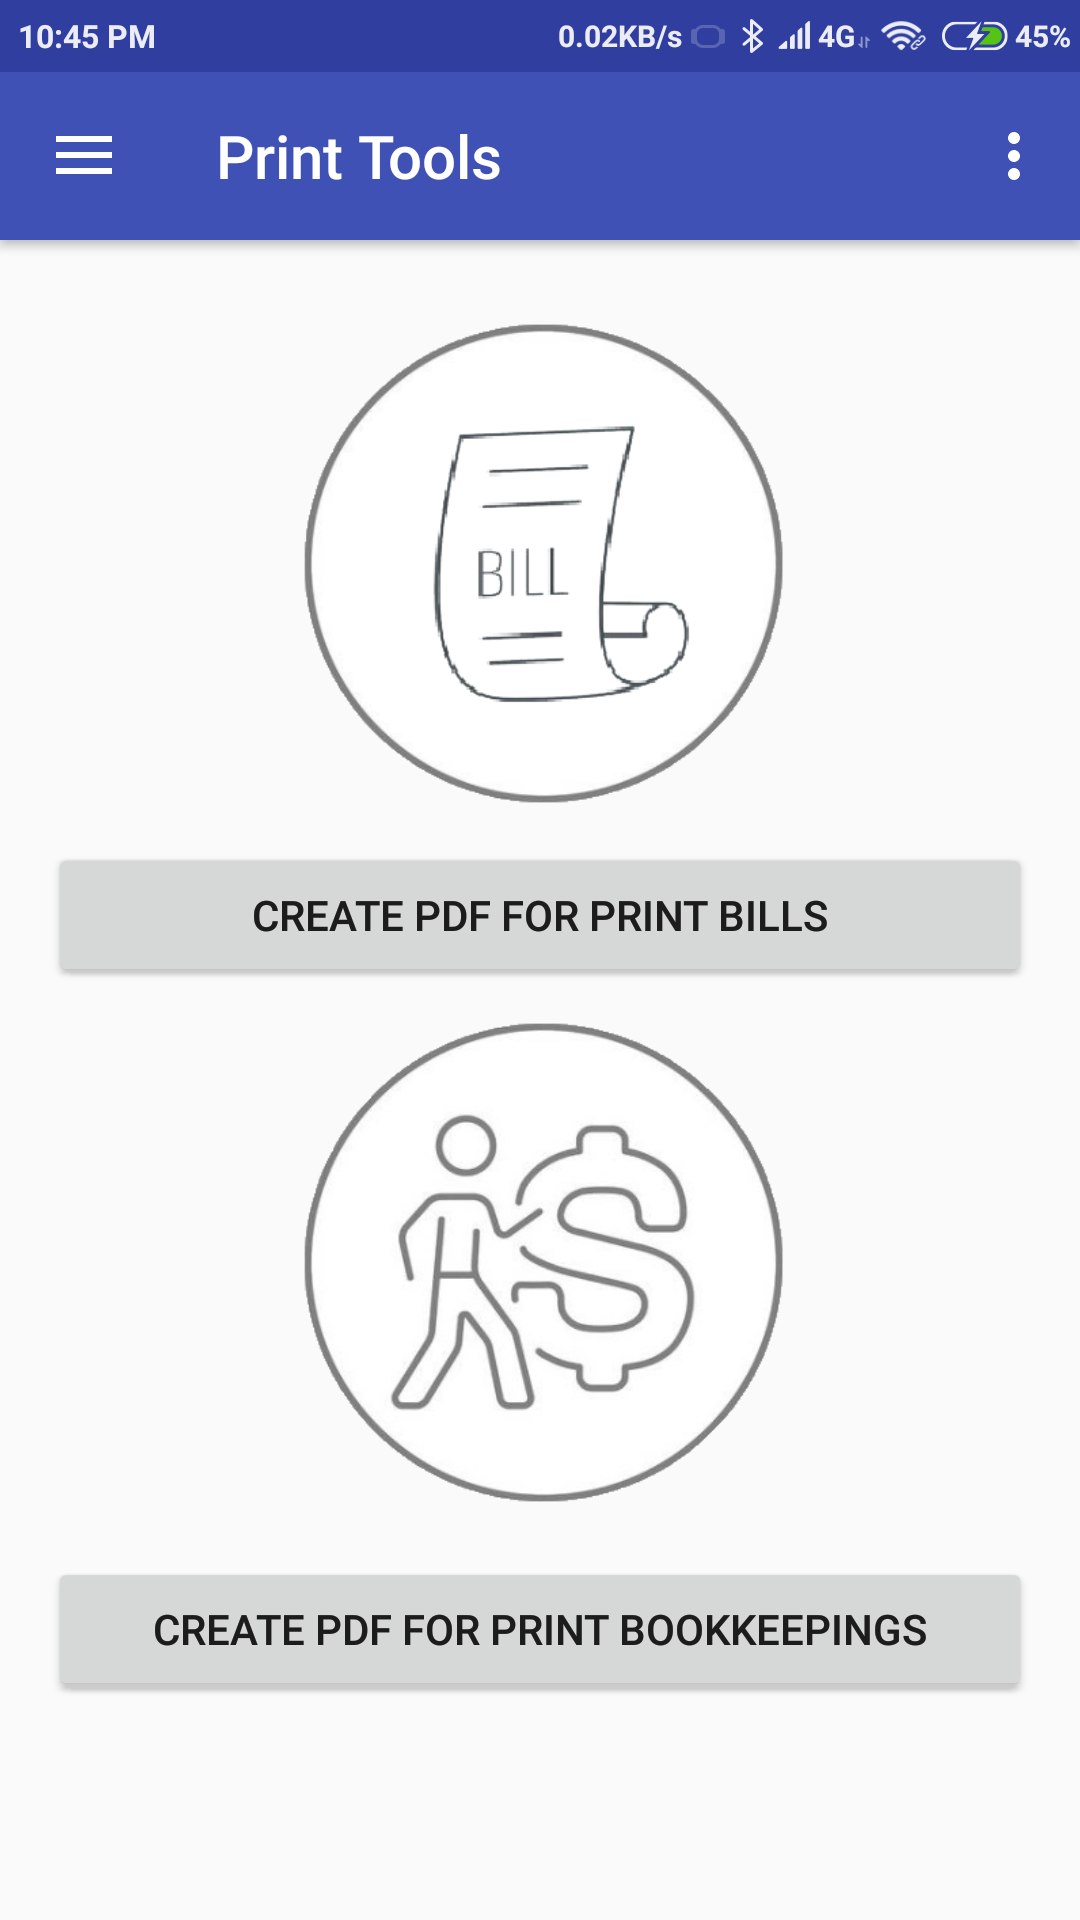 10:45 PM 0.02KB/s 4G 45%
Print Tools
BILL
CREATE PDF FOR PRINT BILLS
CREATE PDF FOR PRINT BOOKKEEPINGS